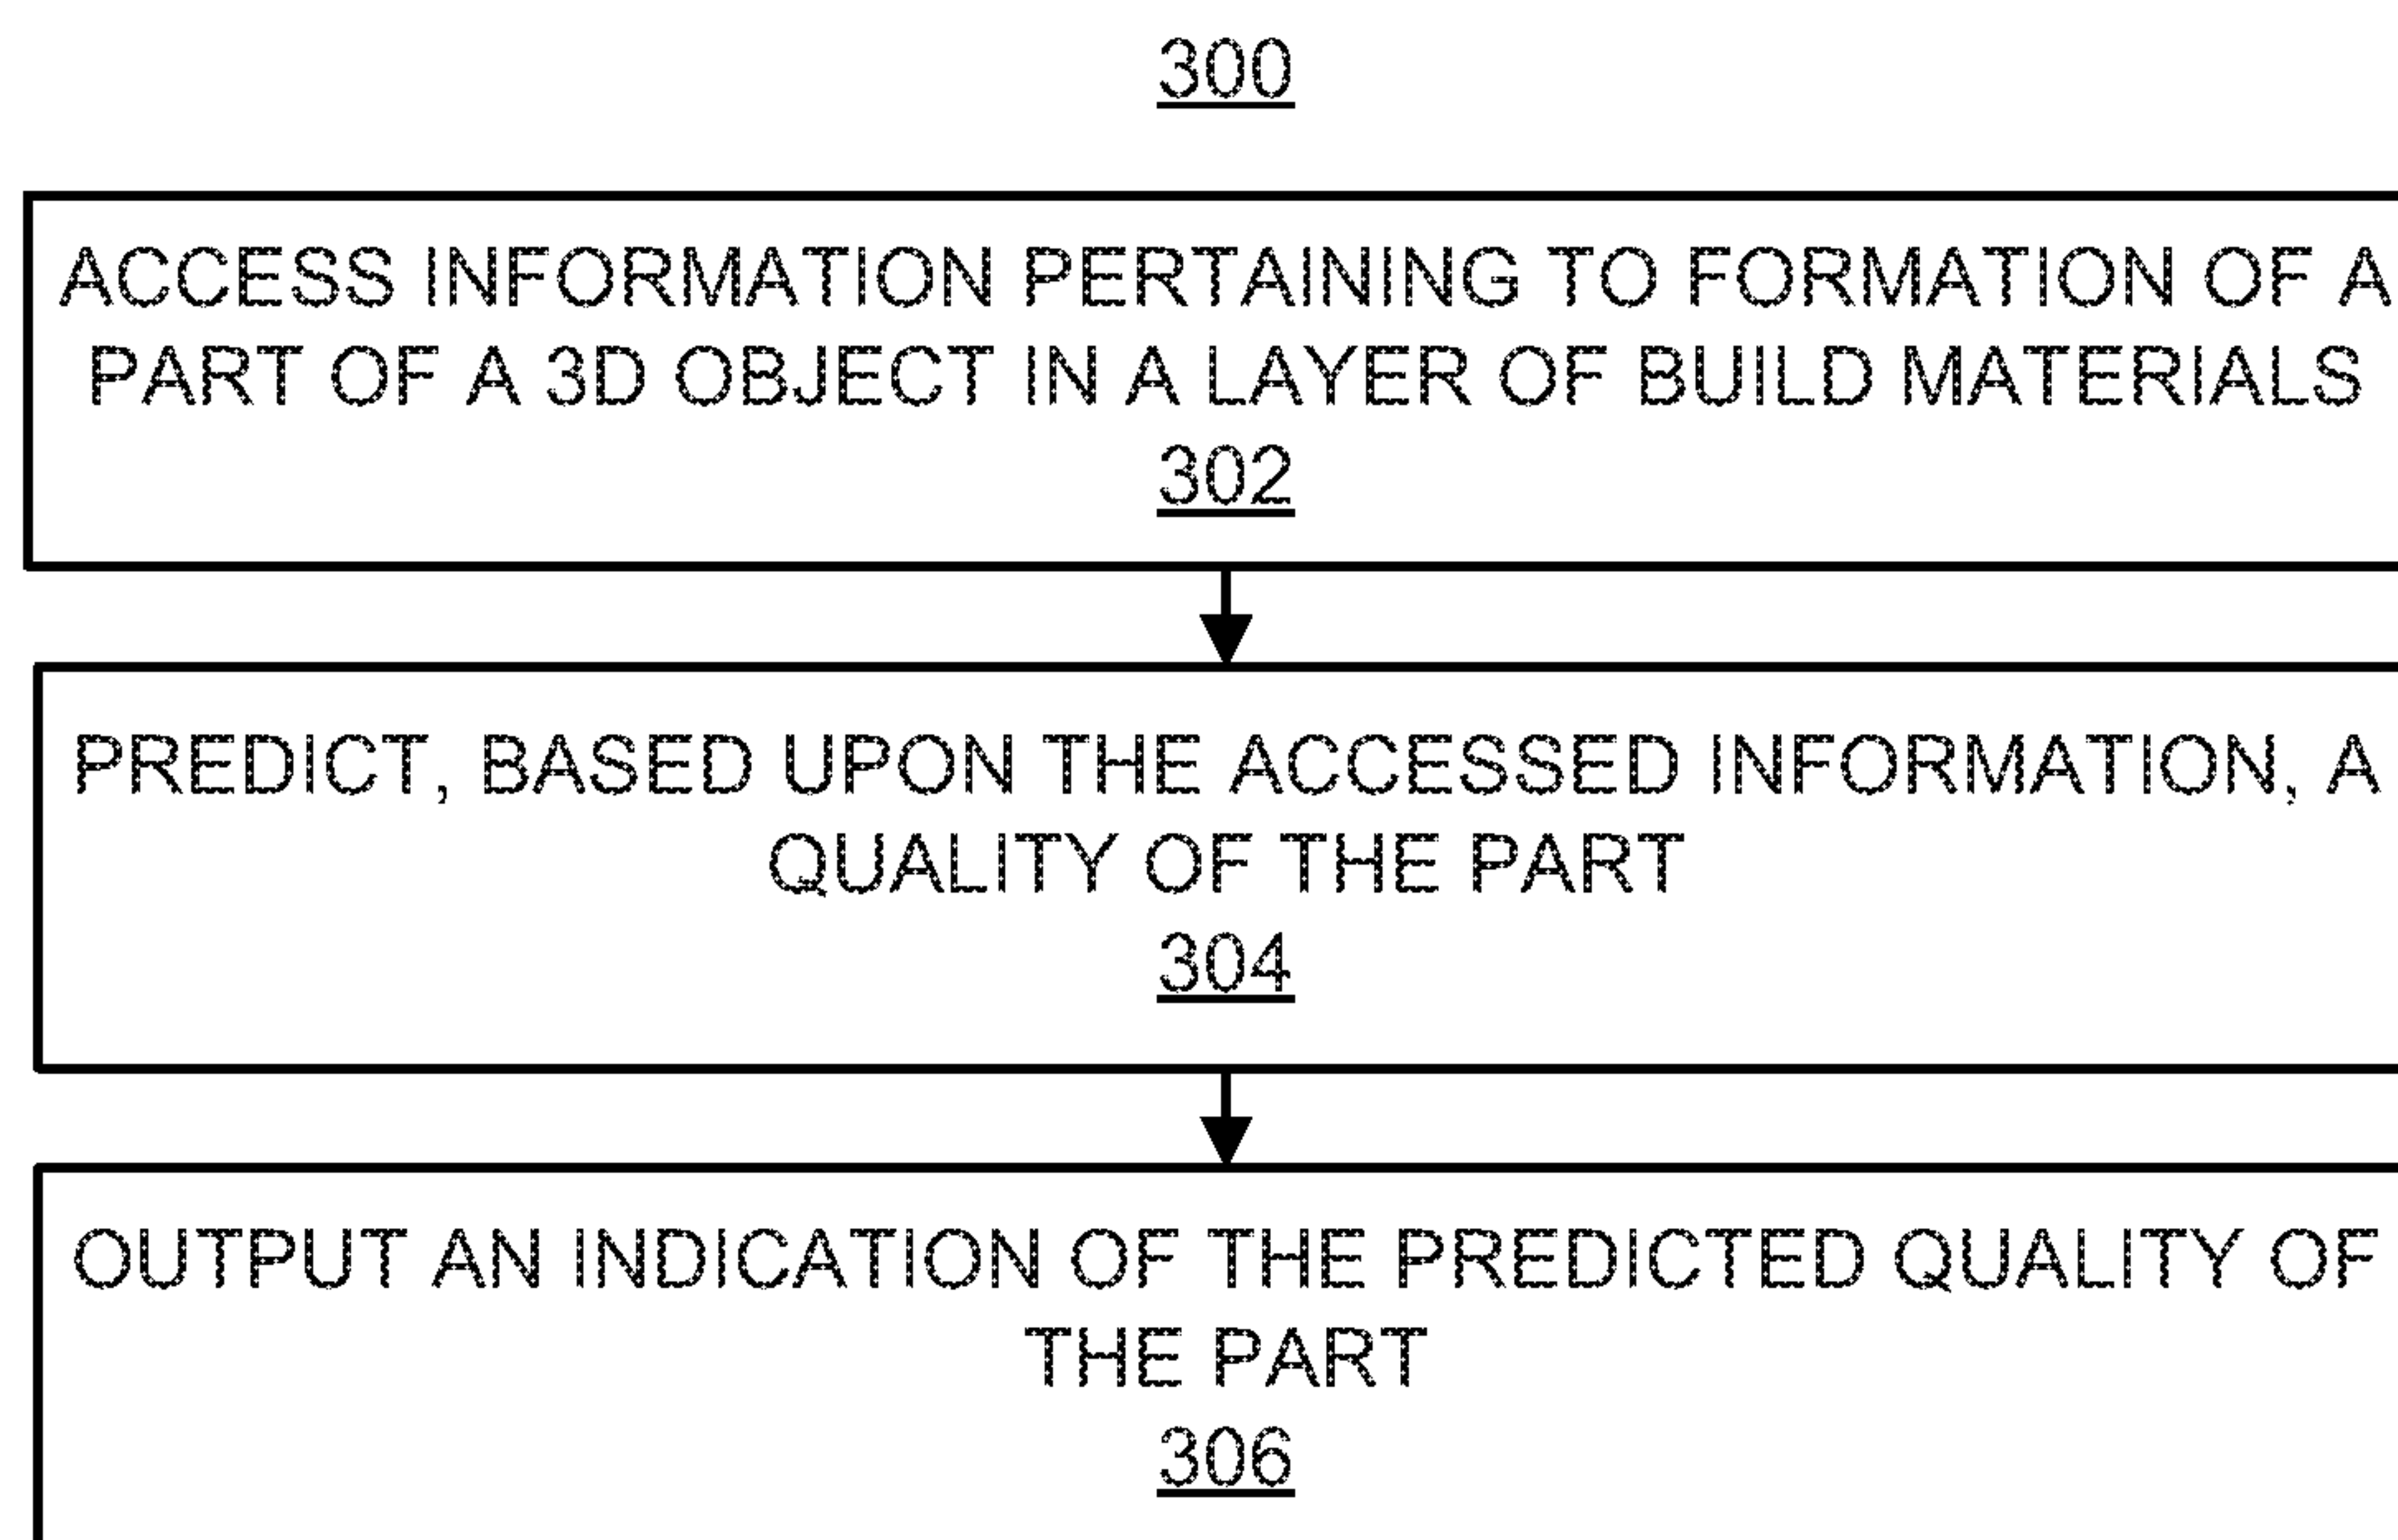 300
ACCESS INFORMATION PERTAINING TO FORMATION OF A
PART OF A 3D OBJECT IN A LAYER OF BUILD MATERIALS
302
PREDICT, BASED UPON THE ACCESSED INFORMATION, A
QUALITY OF THE PART
304
OUTPUT AN INDICATION OF THE PREDICTED QUALITY OF
THE PART
306